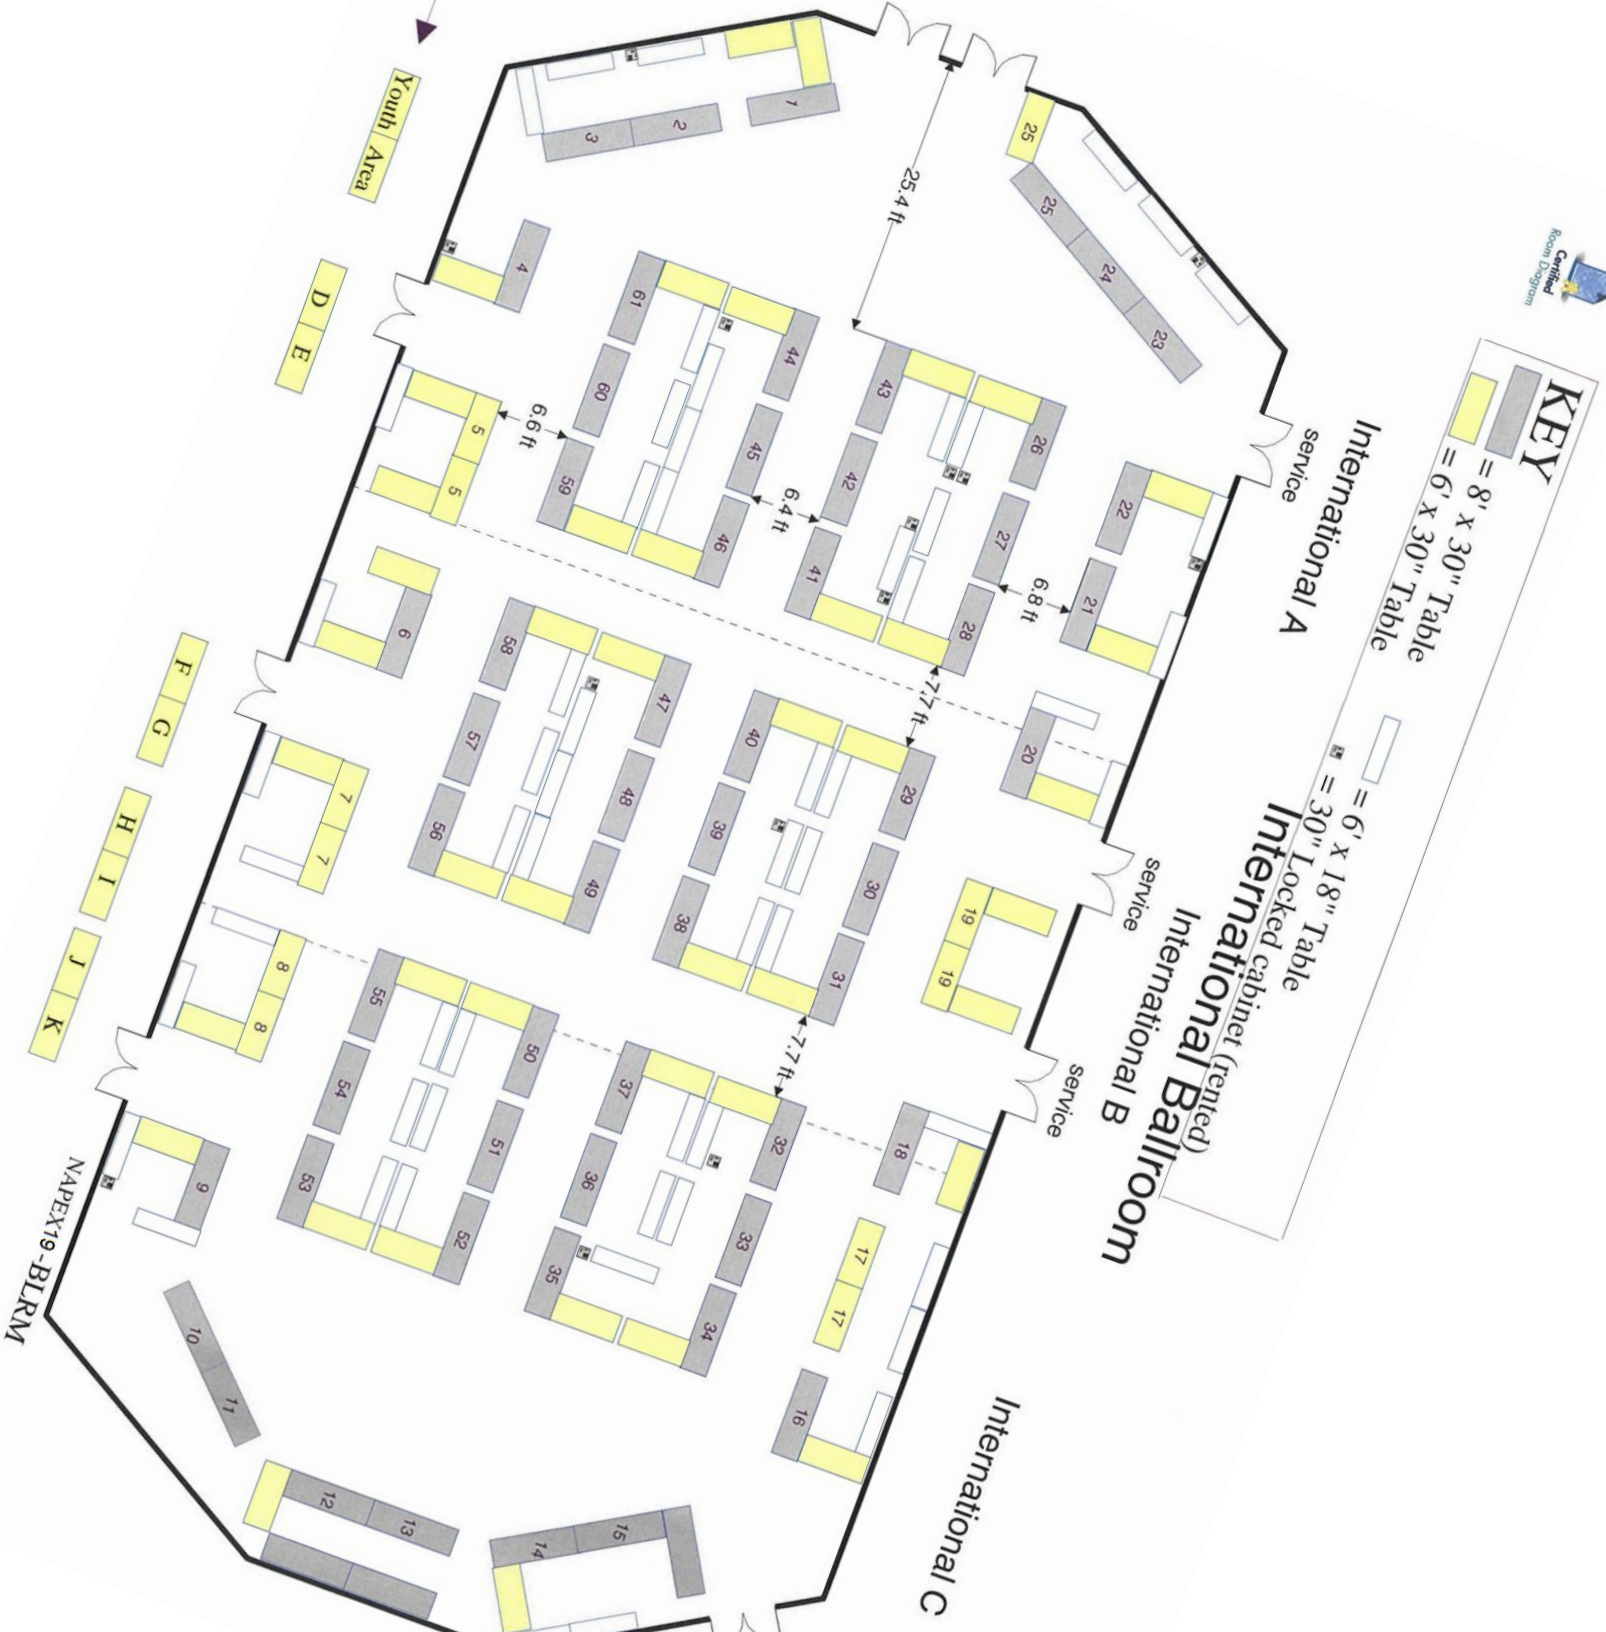 Certified
Room Diagram
KEY
= 8' x 30" Table
= 6' x 30" Table
= 6' x 18" Table
= 30" Locked cabinet (rented)
International Ballroom
International A
International B
International C
service
service
service
Youth Area
D E
F G
H I
J K
25.4 ft
6.6 ft
6.4 ft
6.8 ft
7.7 ft
7.7 ft
1
2
3
4
5
5
6
7
7
8
8
9
10
11
12
13
14
15
16
17
17
18
19
19
20
21
22
23
24
25
25
26
27
28
29
30
31
32
33
34
35
36
37
38
39
40
41
42
43
44
45
46
47
48
49
50
51
52
53
54
55
56
57
58
59
60
61
NAPEX19-BLRM